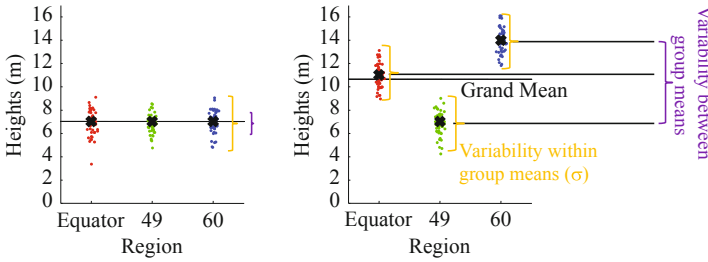 16
14
12
10
8
6
4
2
0
Heights (m)
Equator 49 60
Region
16
14
12
10
8
6
4
2
0
Heights (m)
Grand Mean
Variability within
group means (σ)
Equator 49 60
Region
Variability between
group means